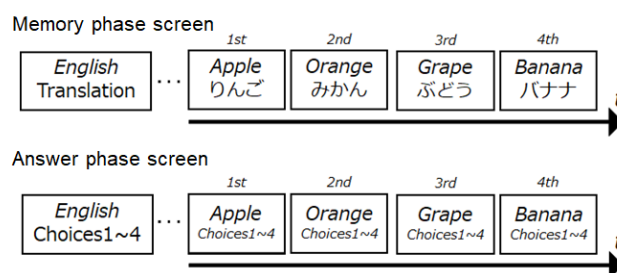 Memory phase screen
1st 2nd 3rd 4th
English Translation ... Apple りんご Orange みかん Grape ぶどう Banana バナナ
t
Answer phase screen
1st 2nd 3rd 4th
English Choices1~4 ... Apple Choices1~4 Orange Choices1~4 Grape Choices1~4 Banana Choices1~4
t